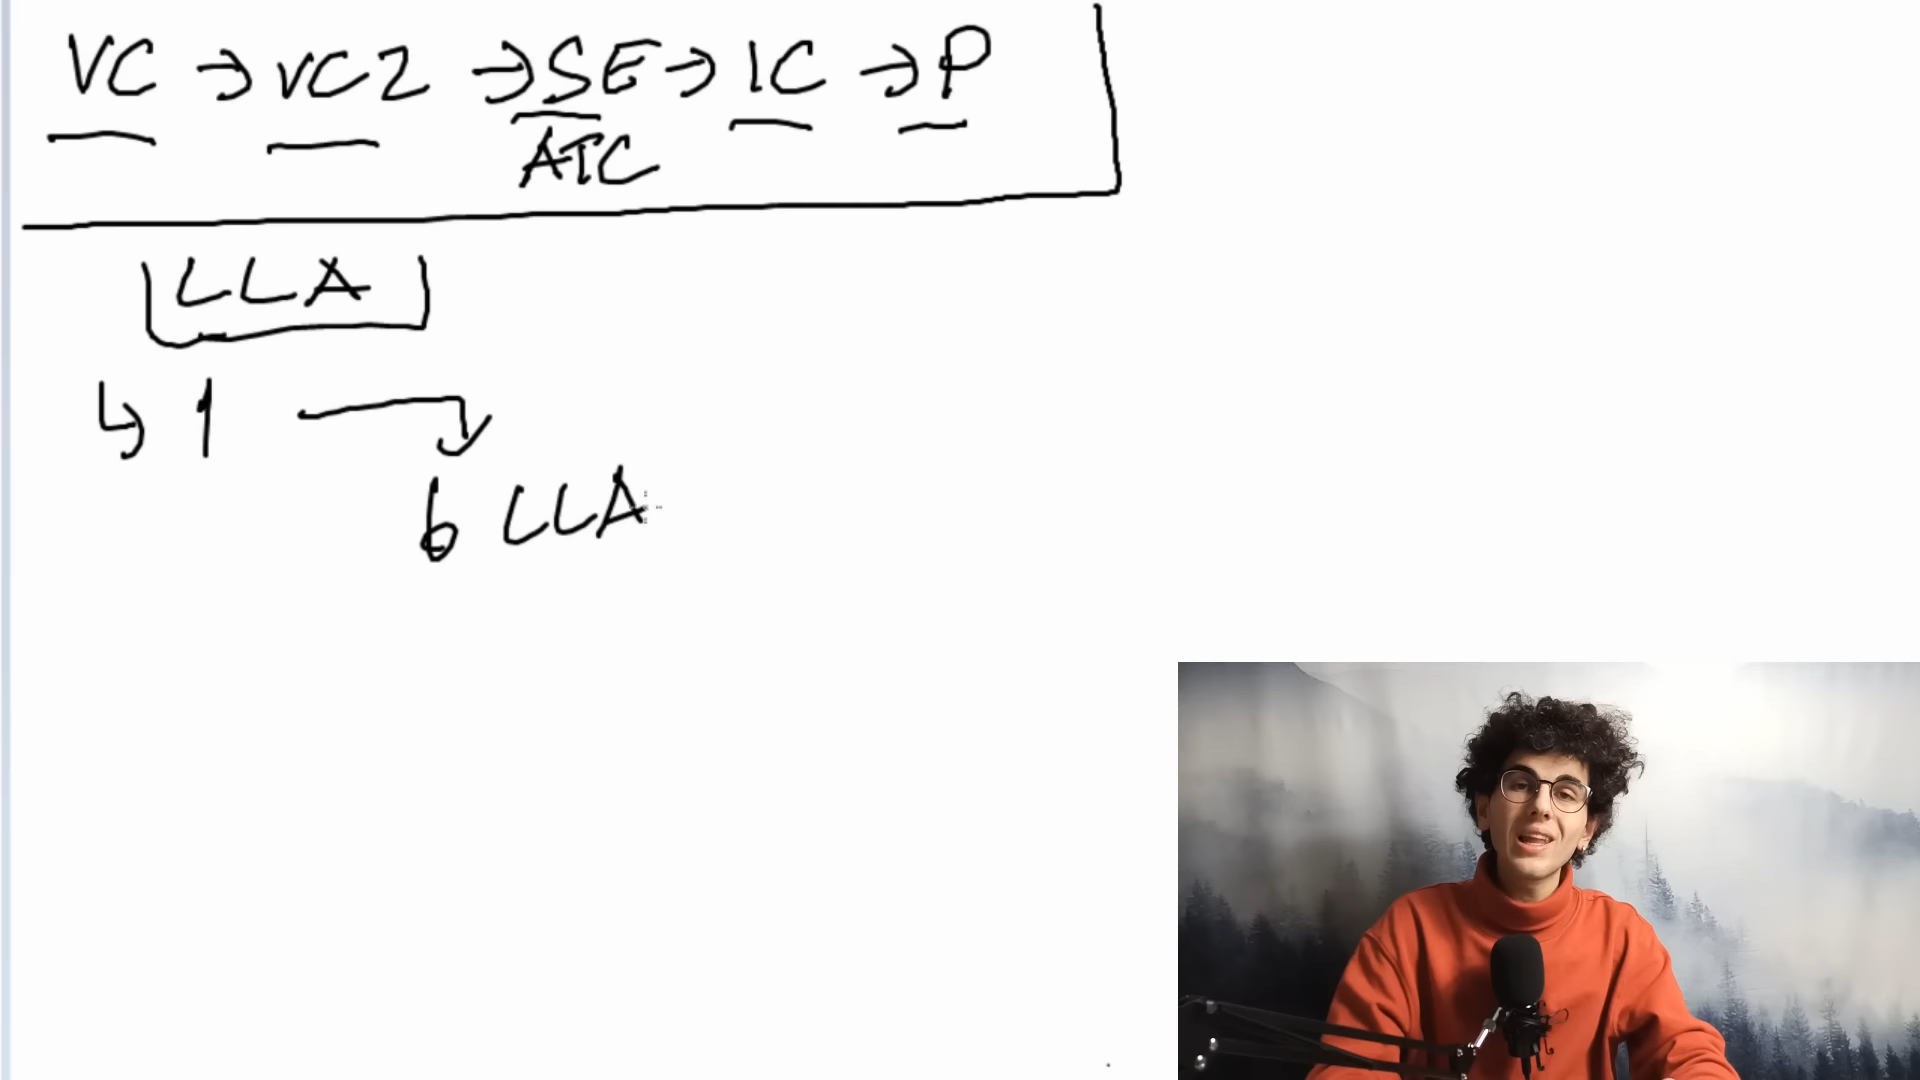 VC → VC2 → SE → IC → P
ATC
LLA
↳ 1
6 LLA